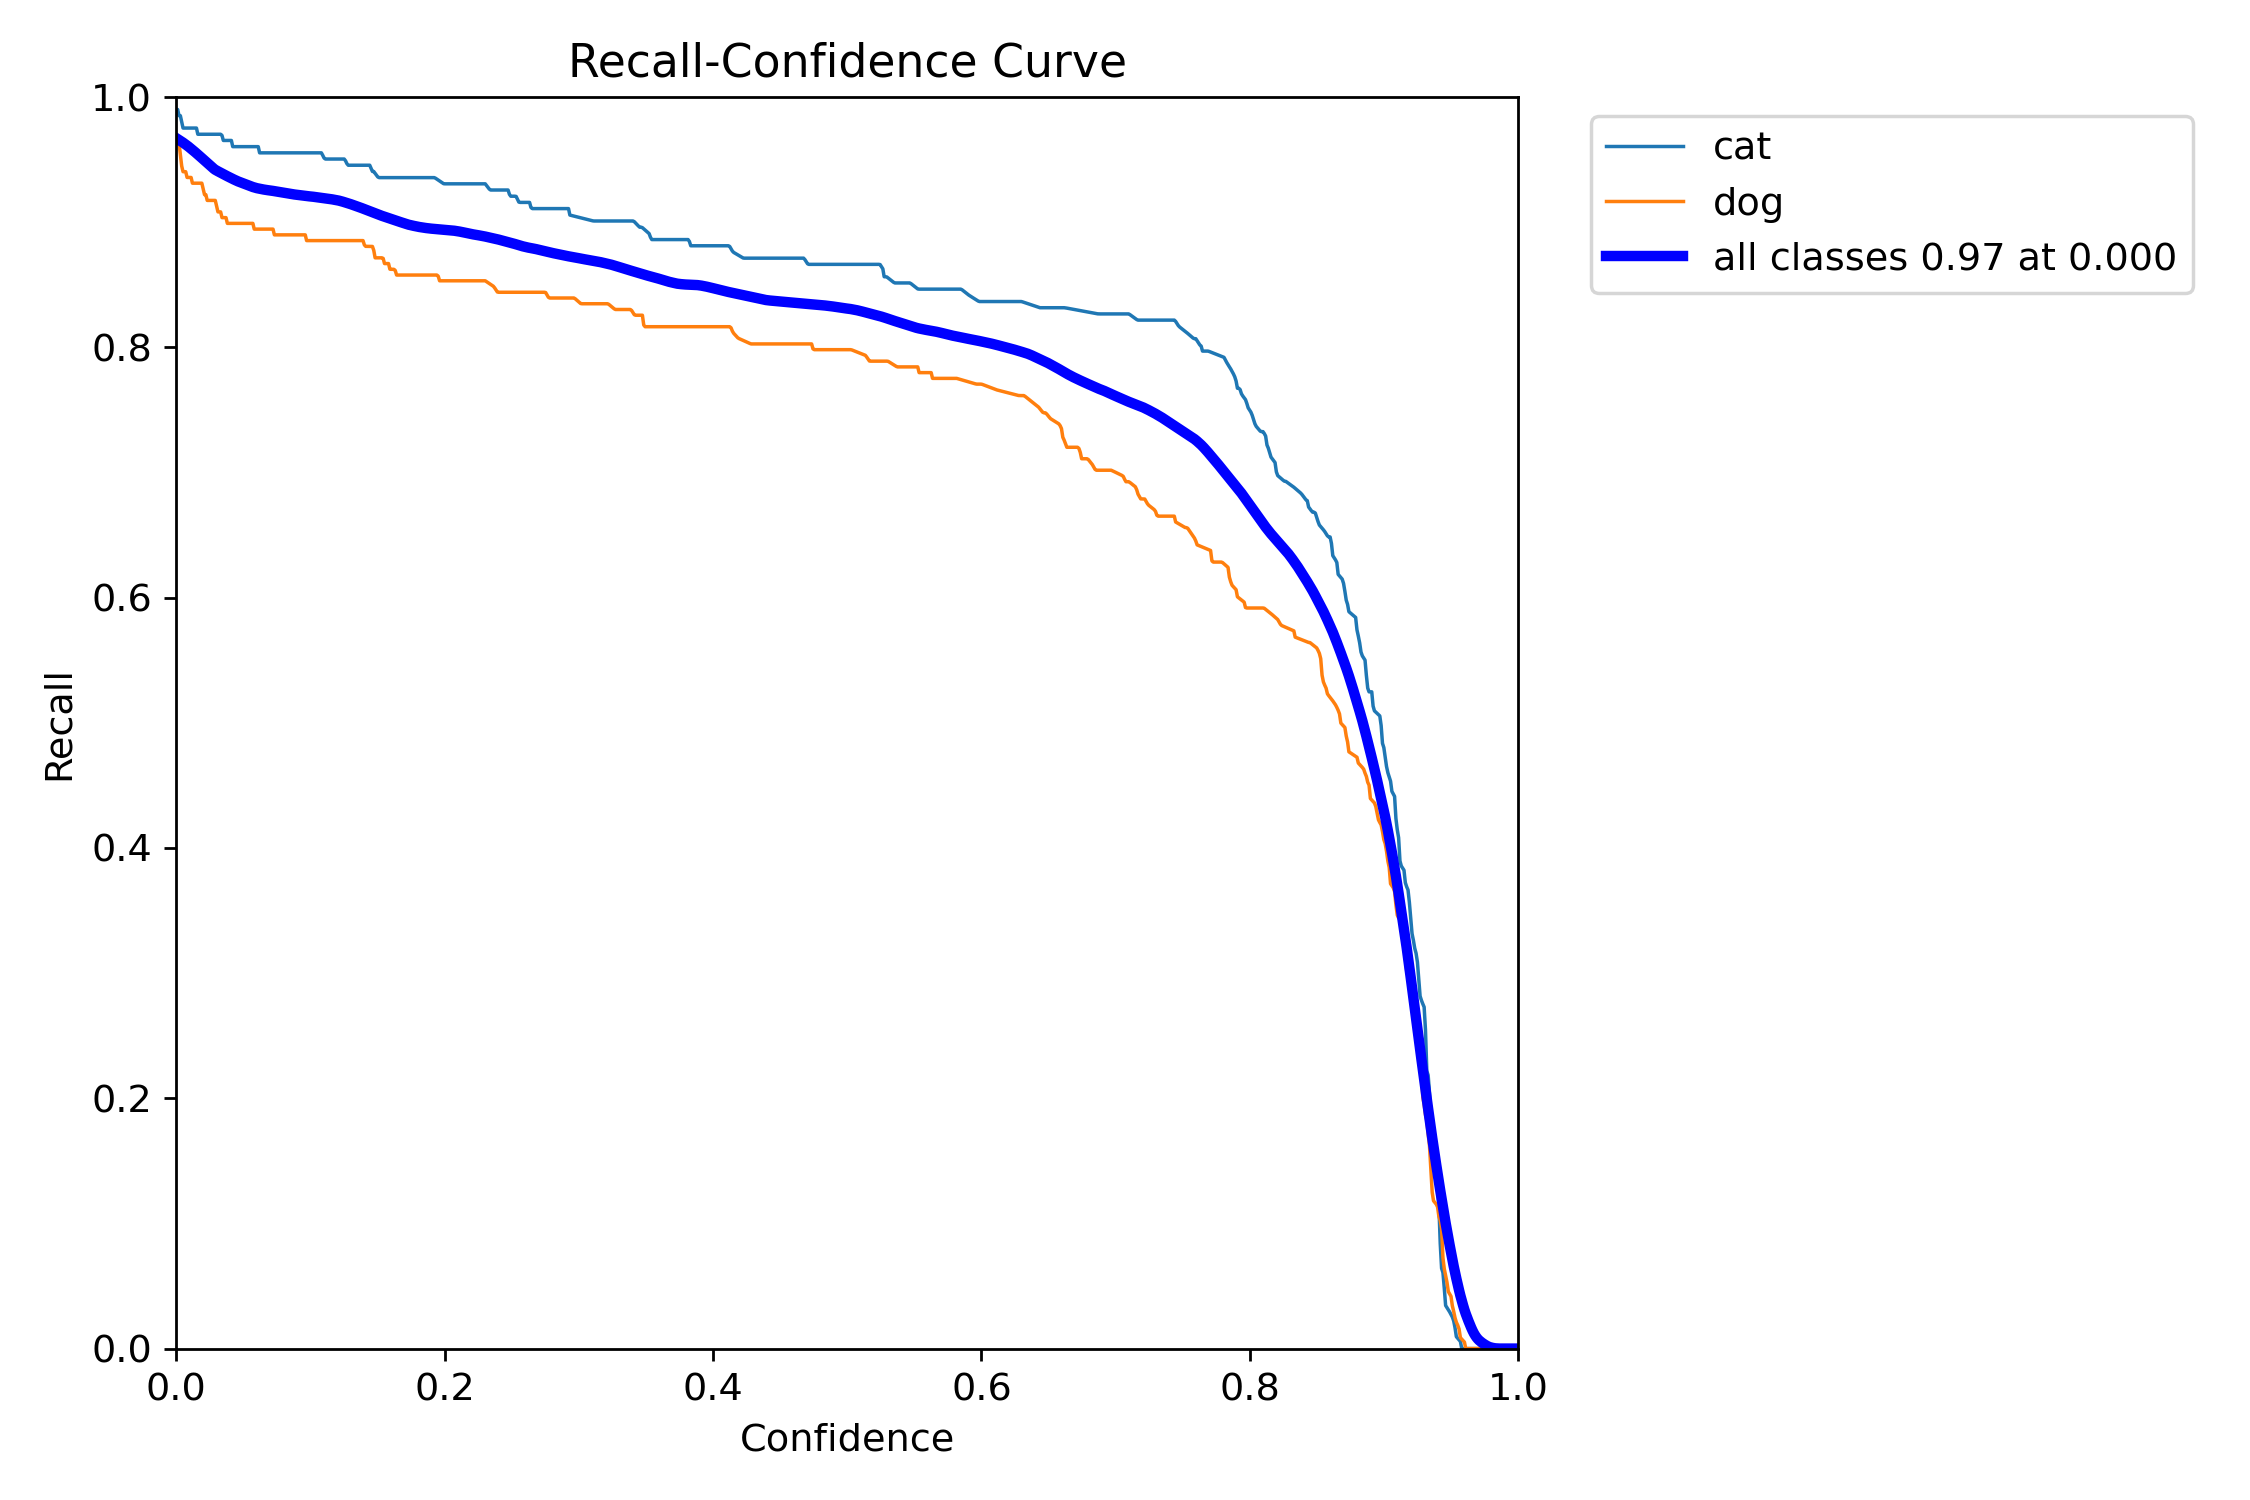 Recall-Confidence Curve
1.0
0.8
0.6
0.4
0.2
0.0
Recall
0.0 0.2 0.4 0.6 0.8 1.0
Confidence
cat
dog
all classes 0.97 at 0.000